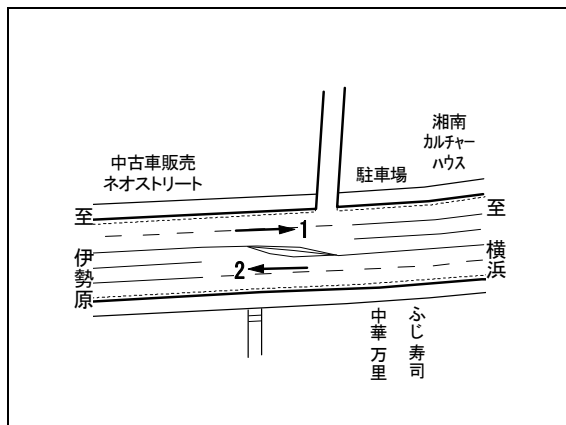 湘南
カルチャー
ハウス
中古車販売
ネオストリート
駐車場
至 伊勢原
至 横浜
1
2
中華 万里
ふじ寿司